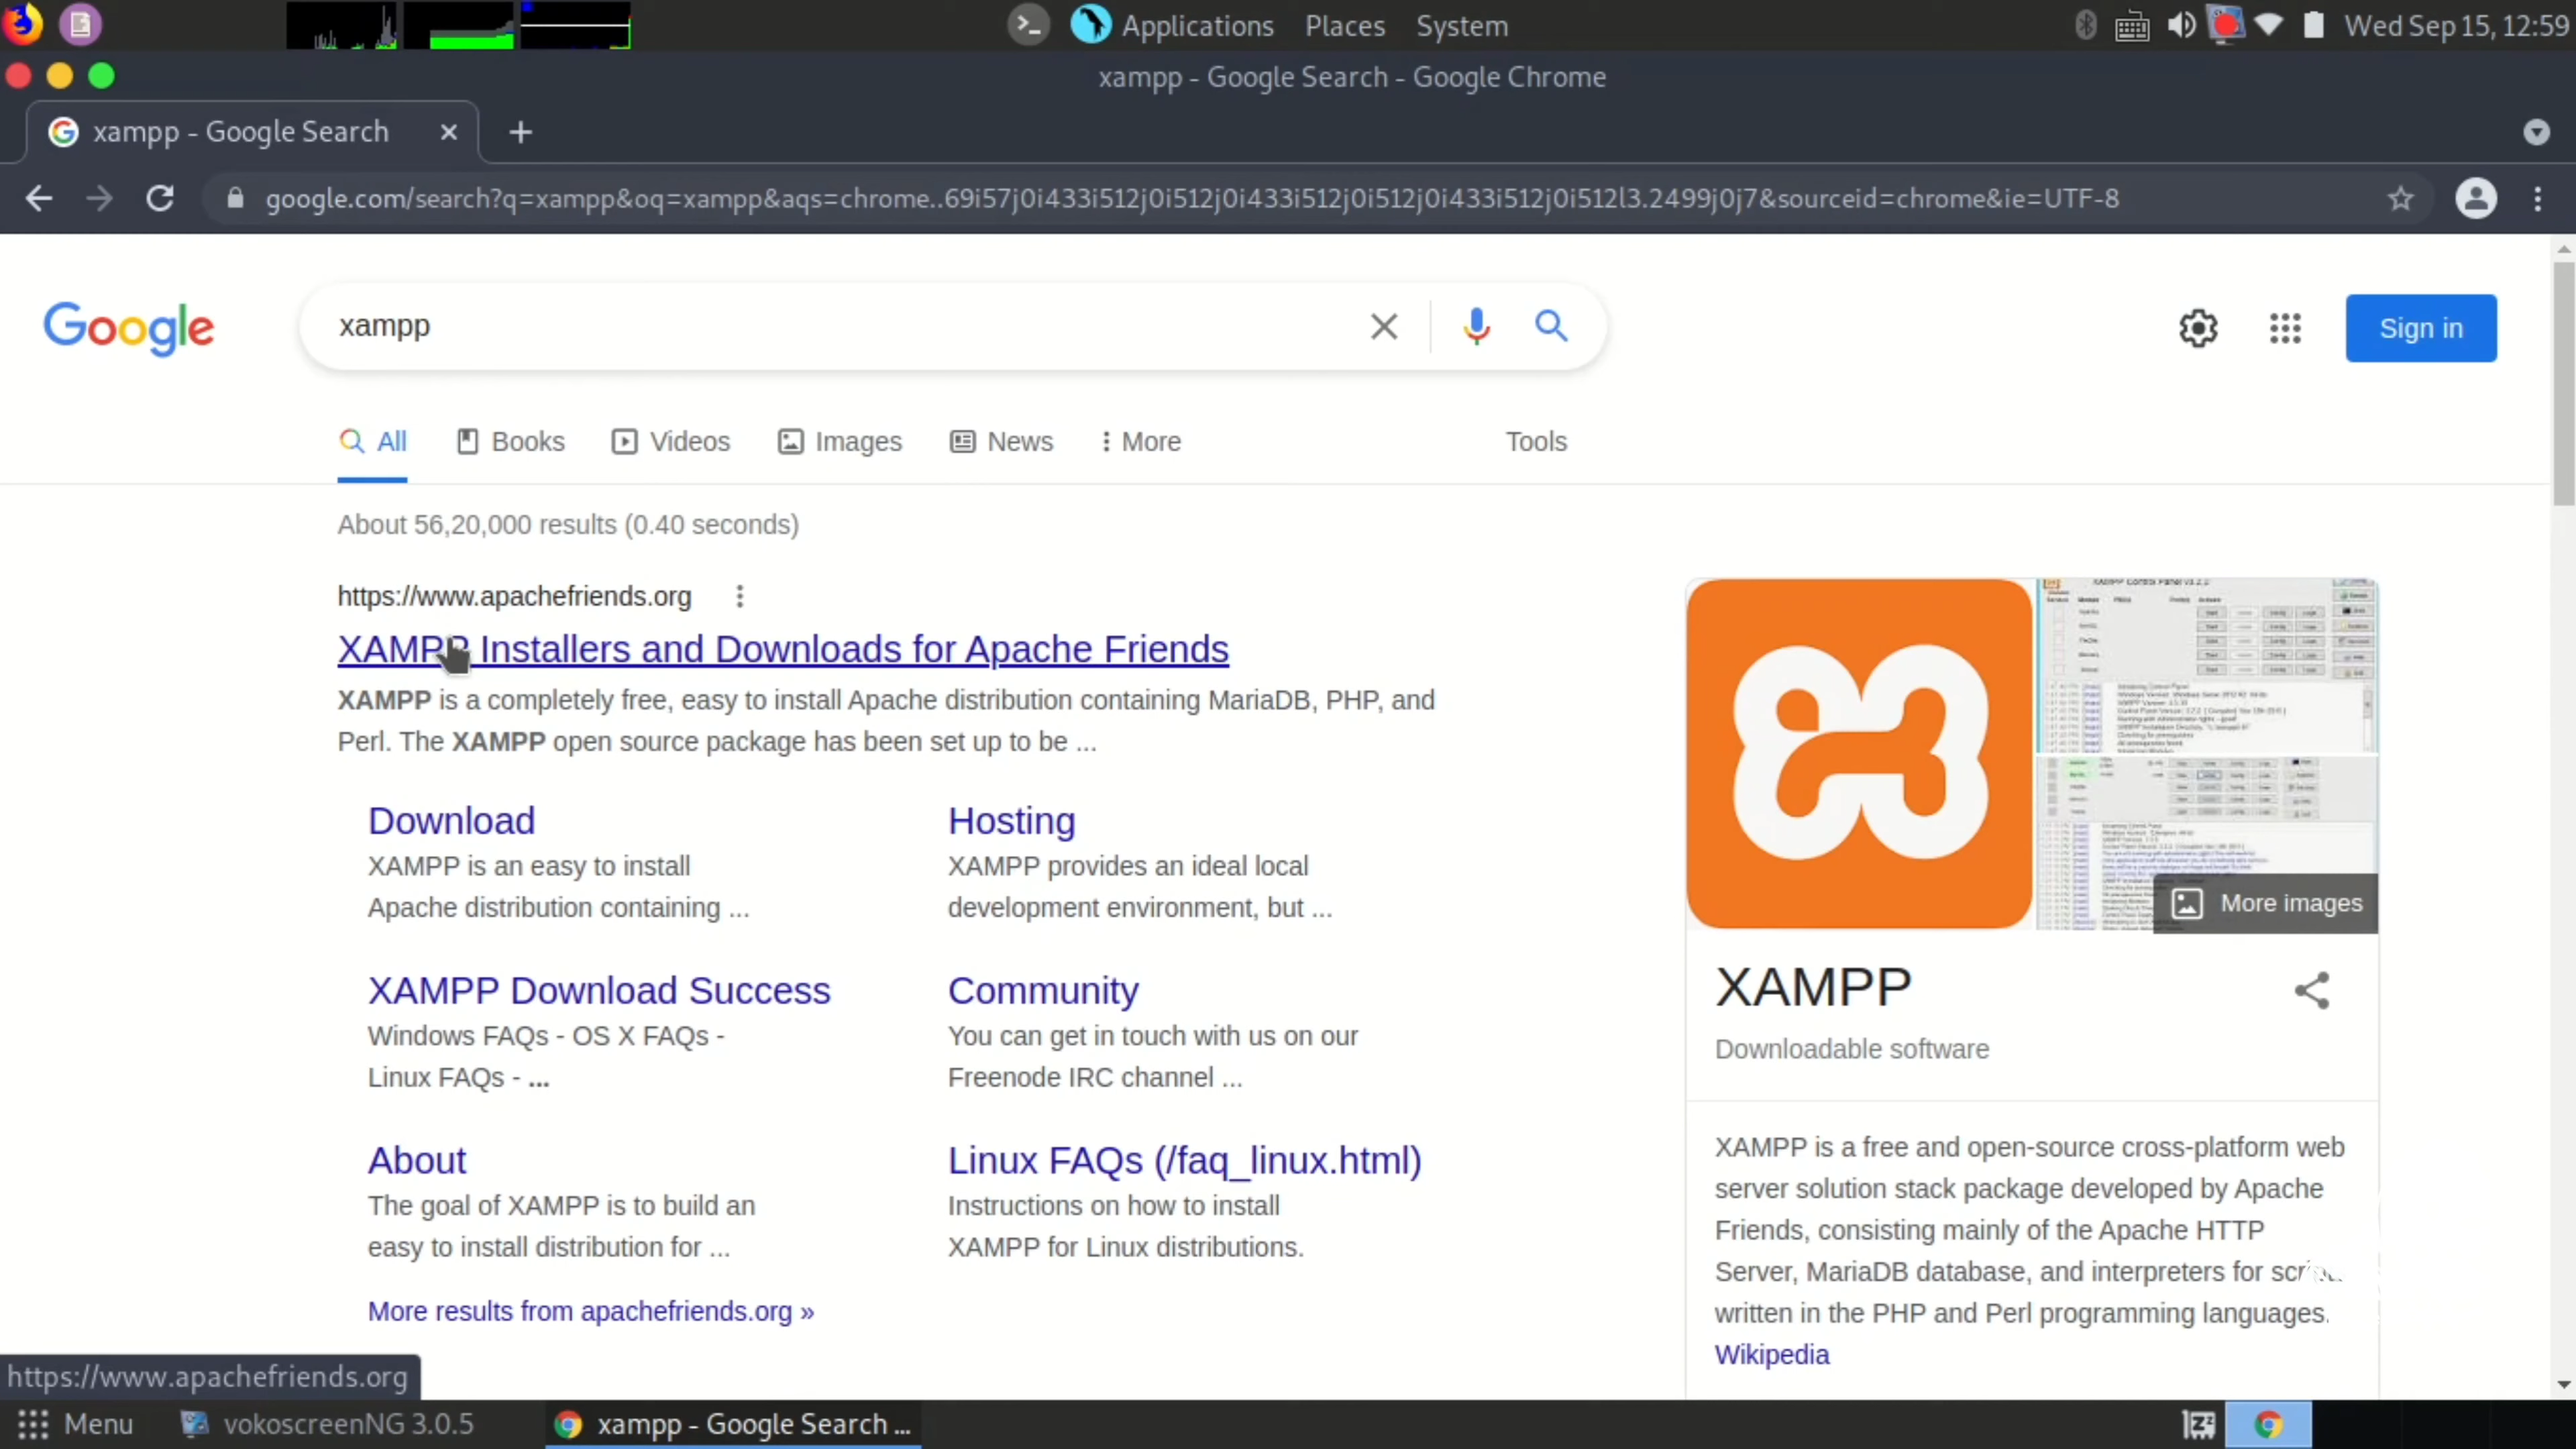 Applications Places System
Wed Sep 15, 12:59
xampp - Google Search - Google Chrome
xampp - Google Search
google.com/search?q=xampp&oq=xampp&aqs=chrome..69i57j0i433i512j0i512j0i433i512j0i512j0i433i512j0i512l3.2499j0j7&sourceid=chrome&ie=UTF-8
Google
xampp
Sign in
All Books Videos Images News More Tools
About 56,20,000 results (0.40 seconds)
https://www.apachefriends.org
XAMPP Installers and Downloads for Apache Friends
XAMPP is a completely free, easy to install Apache distribution containing MariaDB, PHP, and
Perl. The XAMPP open source package has been set up to be ...
Download
XAMPP is an easy to install
Apache distribution containing ...
Hosting
XAMPP provides an ideal local
development environment, but ...
XAMPP Download Success
Windows FAQs - OS X FAQs -
Linux FAQs - ...
Community
You can get in touch with us on our
Freenode IRC channel ...
About
The goal of XAMPP is to build an
easy to install distribution for ...
Linux FAQs (/faq_linux.html)
Instructions on how to install
XAMPP for Linux distributions.
More results from apachefriends.org »
More images
XAMPP
Downloadable software
XAMPP is a free and open-source cross-platform web
server solution stack package developed by Apache
Friends, consisting mainly of the Apache HTTP
Server, MariaDB database, and interpreters for
written in the PHP and Perl programming languages.
Wikipedia
https://www.apachefriends.org
Menu
vokoscreenNG 3.0.5
xampp - Google Search ...